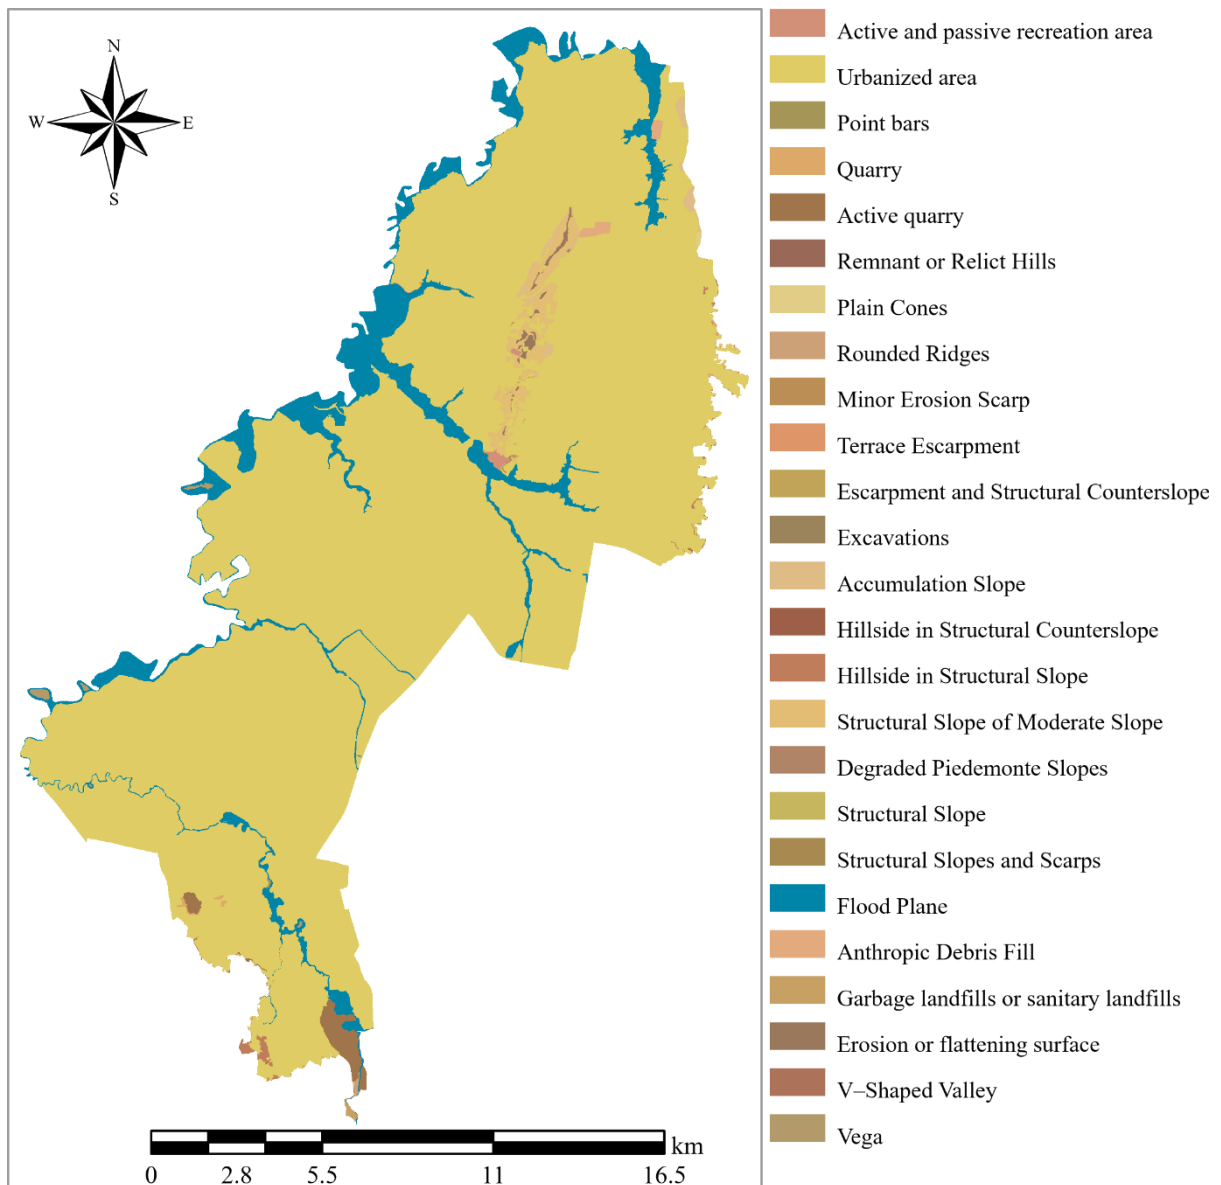 N
W
E
S
Active and passive recreation area
Urbanized area
Point bars
Quarry
Active quarry
Remnant or Relict Hills
Plain Cones
Rounded Ridges
Minor Erosion Scarp
Terrace Escarpment
Escarpment and Structural Counterslope
Excavations
Accumulation Slope
Hillside in Structural Counterslope
Hillside in Structural Slope
Structural Slope of Moderate Slope
Degraded Piedemonte Slopes
Structural Slope
Structural Slopes and Scarps
Flood Plane
Anthropic Debris Fill
Garbage landfills or sanitary landfills
Erosion or flattening surface
V–Shaped Valley
Vega
km
0 2.8 5.5 11 16.5